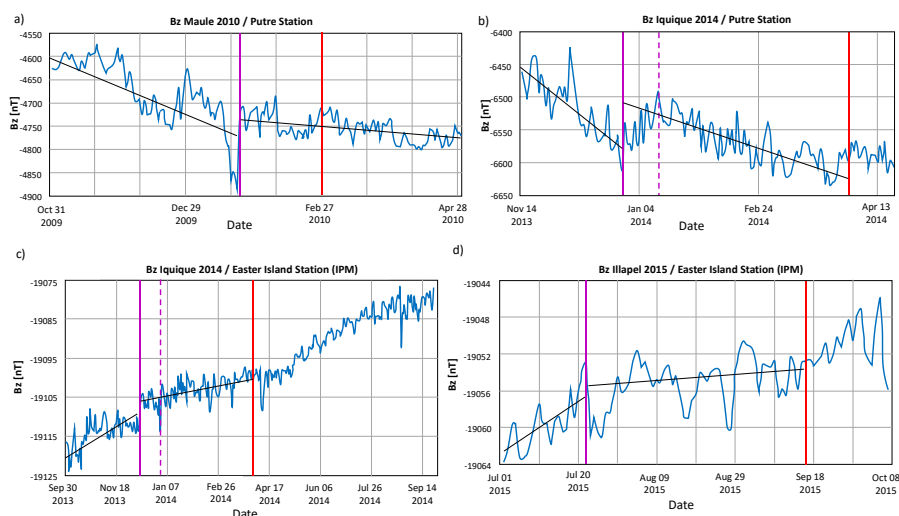 a)
Bz Maule 2010 / Putre Station
-4550
-4600
-4650
-4700
-4750
-4800
-4850
-4900
Bz [nT]
Oct 31 2009
Dec 29 2009
Feb 27 2010
Apr 28 2010
Date
b)
Bz Iquique 2014 / Putre Station
-6400
-6450
-6500
-6550
-6600
-6650
Bz [nT]
Nov 14 2013
Jan 04 2014
Feb 24 2014
Apr 13 2014
Date
c)
Bz Iquique 2014 / Easter Island Station (IPM)
-19075
-19085
-19095
-19105
-19115
-19125
Bz [nT]
Sep 30 2013
Nov 18 2013
Jan 07 2014
Feb 26 2014
Apr 17 2014
Jun 06 2014
Jul 26 2014
Sep 14 2014
Date
d)
Bz Illapel 2015 / Easter Island Station (IPM)
-19044
-19048
-19052
-19056
-19060
-19064
Bz [nT]
Jul 01 2015
Jul 20 2015
Aug 09 2015
Aug 29 2015
Sep 18 2015
Oct 08 2015
Date